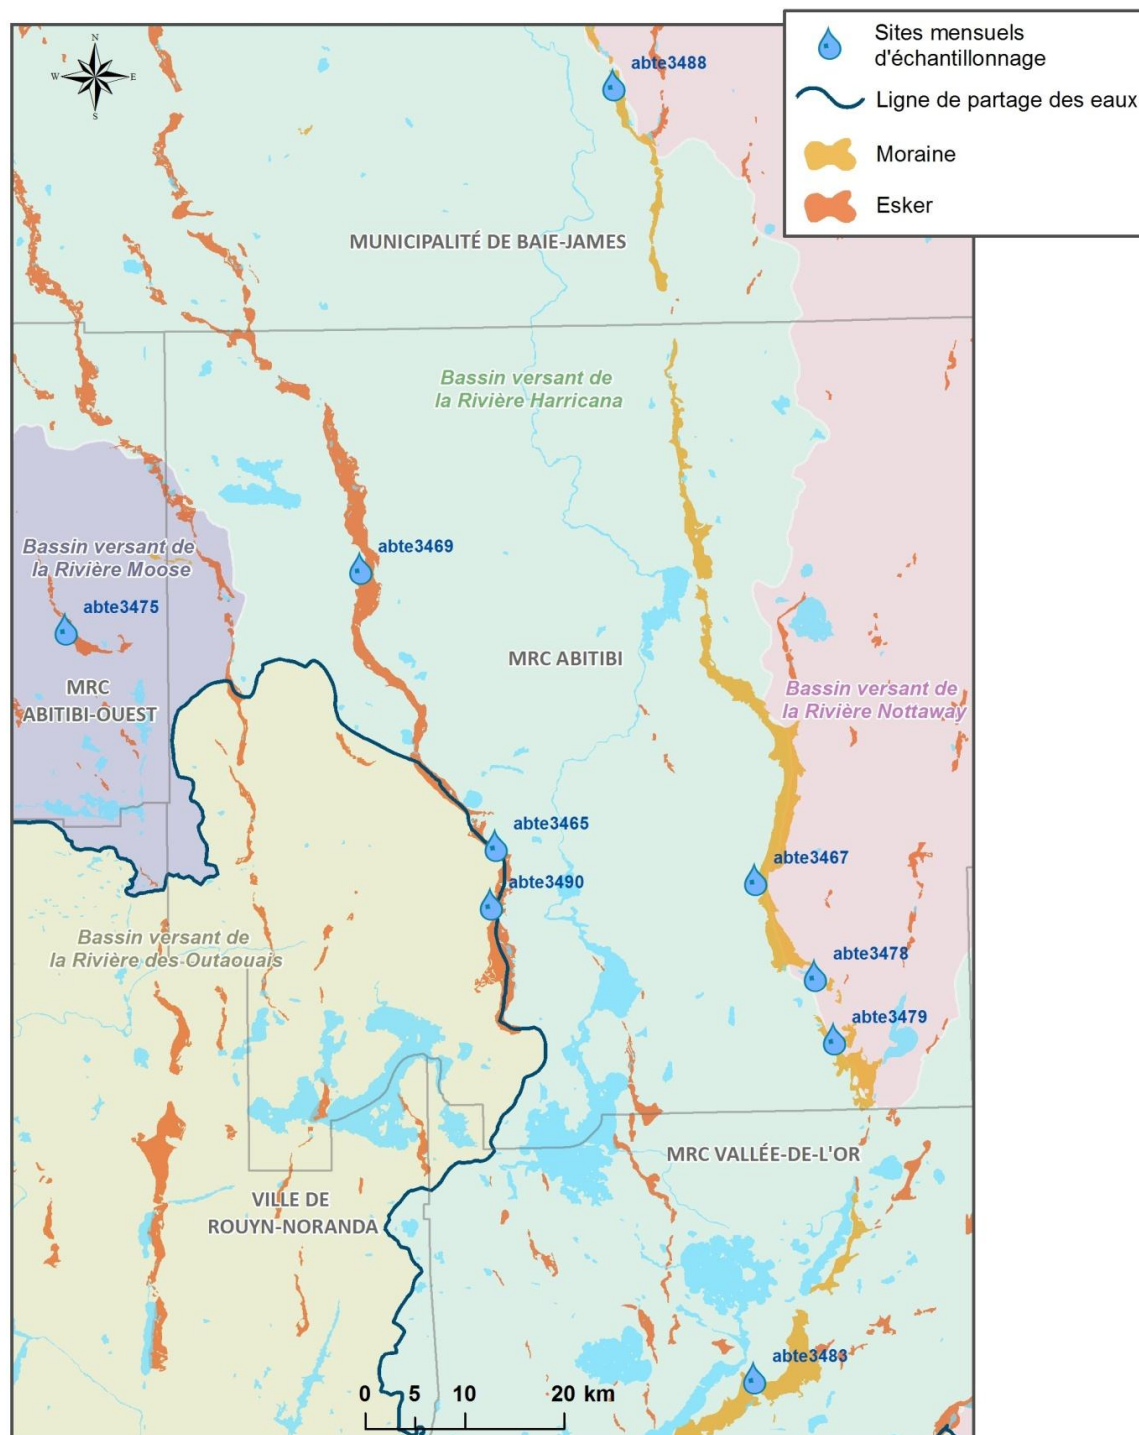 Sites mensuels
d'échantillonnage
Ligne de partage des eaux
Moraine
Esker
N
W
E
S
abte3488
MUNICIPALITÉ DE BAIE-JAMES
Bassin versant de
la Rivière Harricana
abte3469
Bassin versant de
la Rivière Moose
abte3475
MRC ABITIBI
MRC
ABITIBI-OUEST
Bassin versant de
la Rivière Nottaway
abte3465
abte3467
abte3490
Bassin versant de
la Rivière des Outaouais
abte3478
abte3479
MRC VALLÉE-DE-L'OR
VILLE DE
ROUYN-NORANDA
abte3483
0 5 10 20 km